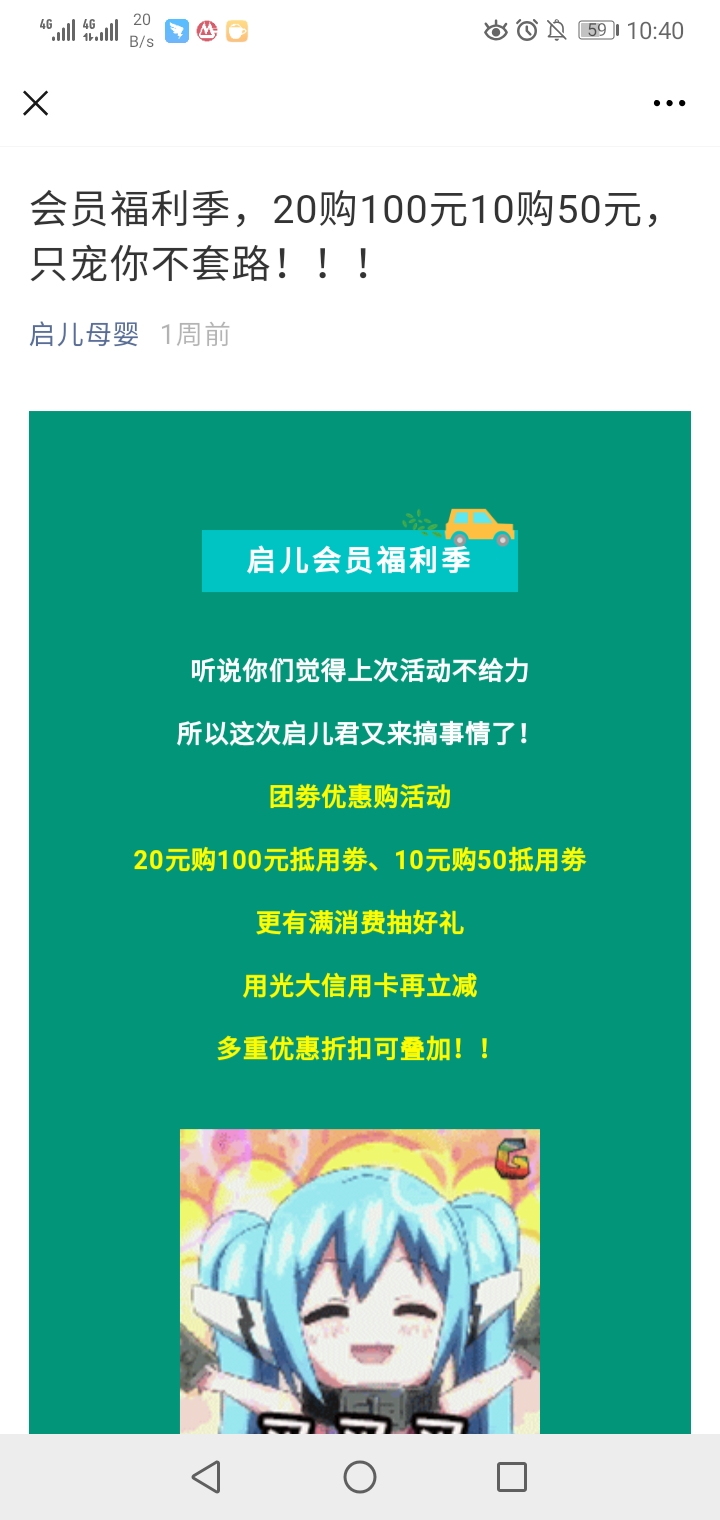 4G 4G 20 B/s 59 10:40
会员福利季，20购100元10购50元，
只宠你不套路！！！
启儿母婴 1周前
启儿会员福利季
听说你们觉得上次活动不给力
所以这次启儿君又来搞事情了！
团劵优惠购活动
20元购100元抵用劵、10元购50抵用劵
更有满消费抽好礼
用光大信用卡再立减
多重优惠折扣可叠加！！
G